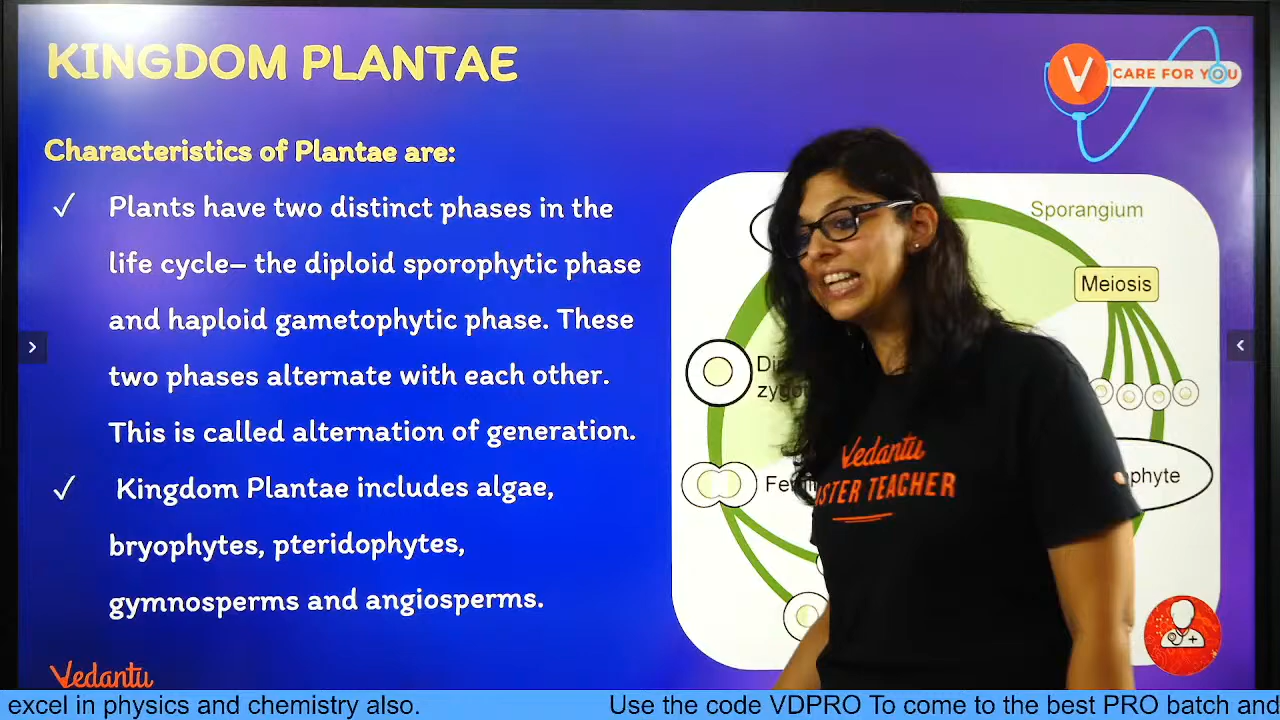 KINGDOM PLANTAE
CARE FOR YOU
Characteristics of Plantae are:
✓ Plants have two distinct phases in the
life cycle– the diploid sporophytic phase
and haploid gametophytic phase. These
two phases alternate with each other.
This is called alternation of generation.
✓ Kingdom Plantae includes algae,
bryophytes, pteridophytes,
gymnosperms and angiosperms.
Sporangium
Meiosis
Vedantu
TEACHER
Vedantu
excel in physics and chemistry also. Use the code VDPRO To come to the best PRO batch and